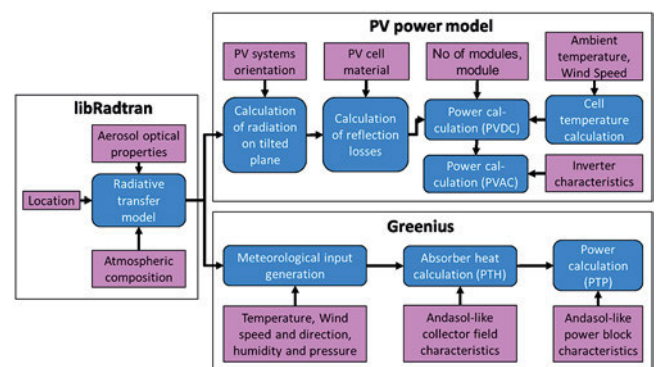 PV power model
PV systems
orientation
PV cell
material
No of modules,
module
Ambient
temperature,
Wind Speed
Calculation
of radiation
on tilted
plane
Calculation
of reflection
losses
Power cal-
culation (PVDC)
Cell temperature
calculation
Power cal-
culation (PVAC)
Inverter
characteristics
libRadtran
Aerosol optical
properties
Location
Radiative
transfer
model
Atmospheric
composition
Greenius
Meteorological input
generation
Absorber heat
calculation (PTH)
Power
calculation
(PTP)
Temperature, Wind
speed and direction,
humidity and pressure
Andasol-like
collector field
characteristics
Andasol-like
power block
characteristics